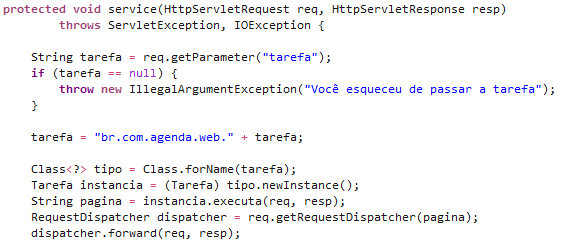 protected void service(HttpServletRequest req, HttpServletResponse resp)
        throws ServletException, IOException {
    String tarefa = req.getParameter("tarefa");
    if (tarefa == null) {
        throw new IllegalArgumentException("Você esqueceu de passar a tarefa");
    }
    tarefa = "br.com.agenda.web." + tarefa;
    Class<?> tipo = Class.forName(tarefa);
    Tarefa instancia = (Tarefa) tipo.newInstance();
    String pagina = instancia.executa(req, resp);
    RequestDispatcher dispatcher = req.getRequestDispatcher(pagina);
    dispatcher.forward(req, resp);